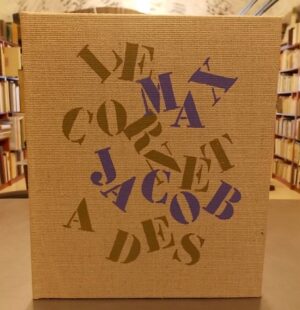 LE
MAX
CORNET
JACOB
A DES